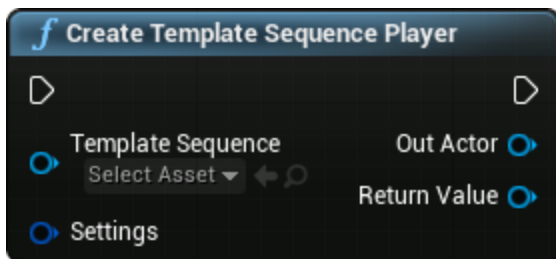 f Create Template Sequence Player
Template Sequence
Out Actor
Select Asset
Return Value
Settings